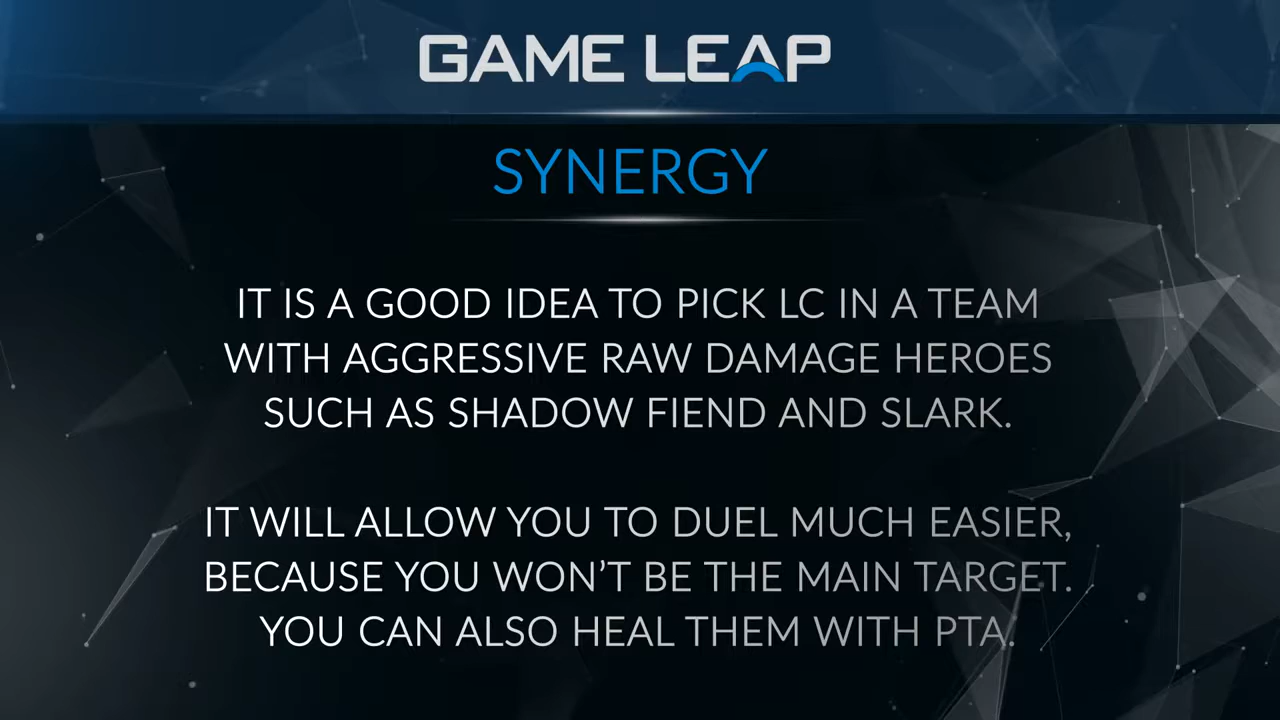 GAME LEAP
SYNERGY
IT IS A GOOD IDEA TO PICK LC IN A TEAM
WITH AGGRESSIVE RAW DAMAGE HEROES
SUCH AS SHADOW FIEND AND SLARK.
IT WILL ALLOW YOU TO DUEL MUCH EASIER,
BECAUSE YOU WON’T BE THE MAIN TARGET.
YOU CAN ALSO HEAL THEM WITH PTA.